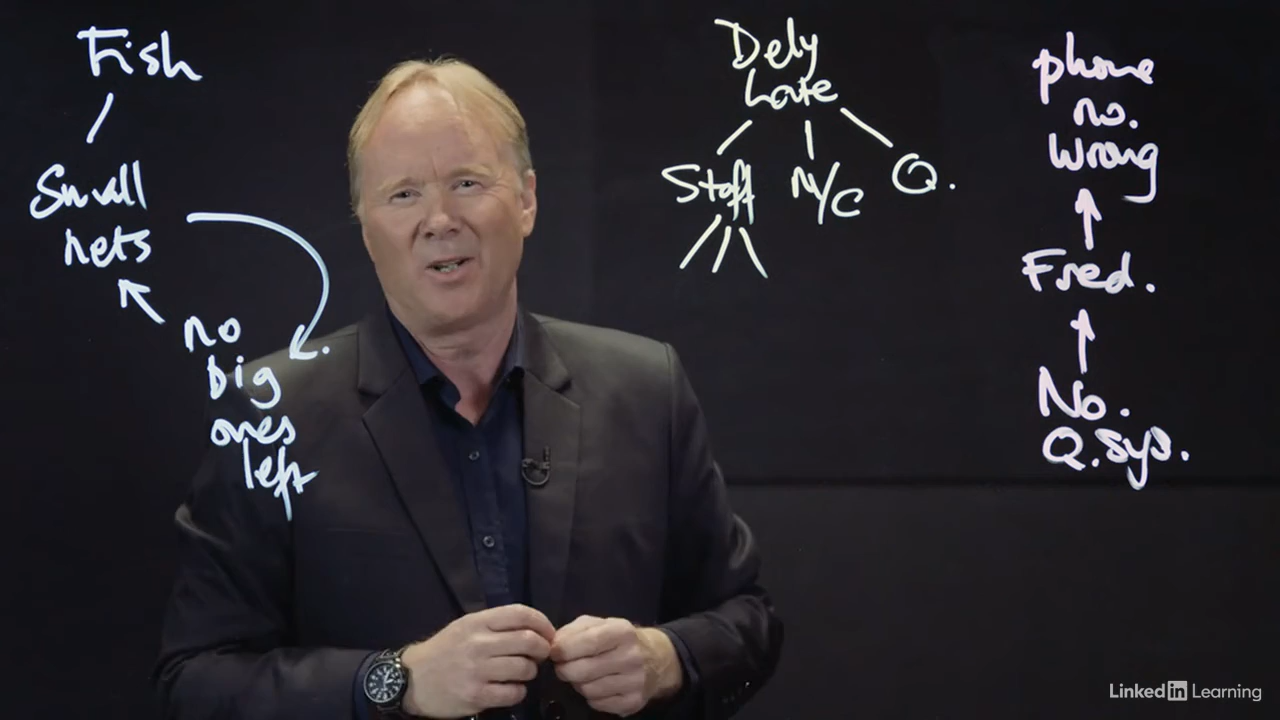 Fish
Small
nets
no
big
ones
left
Dely
Late
Staff
N/C
Q.
phone
no.
Wrong
Fred.
No.
Q.sys.
LinkedIn Learning